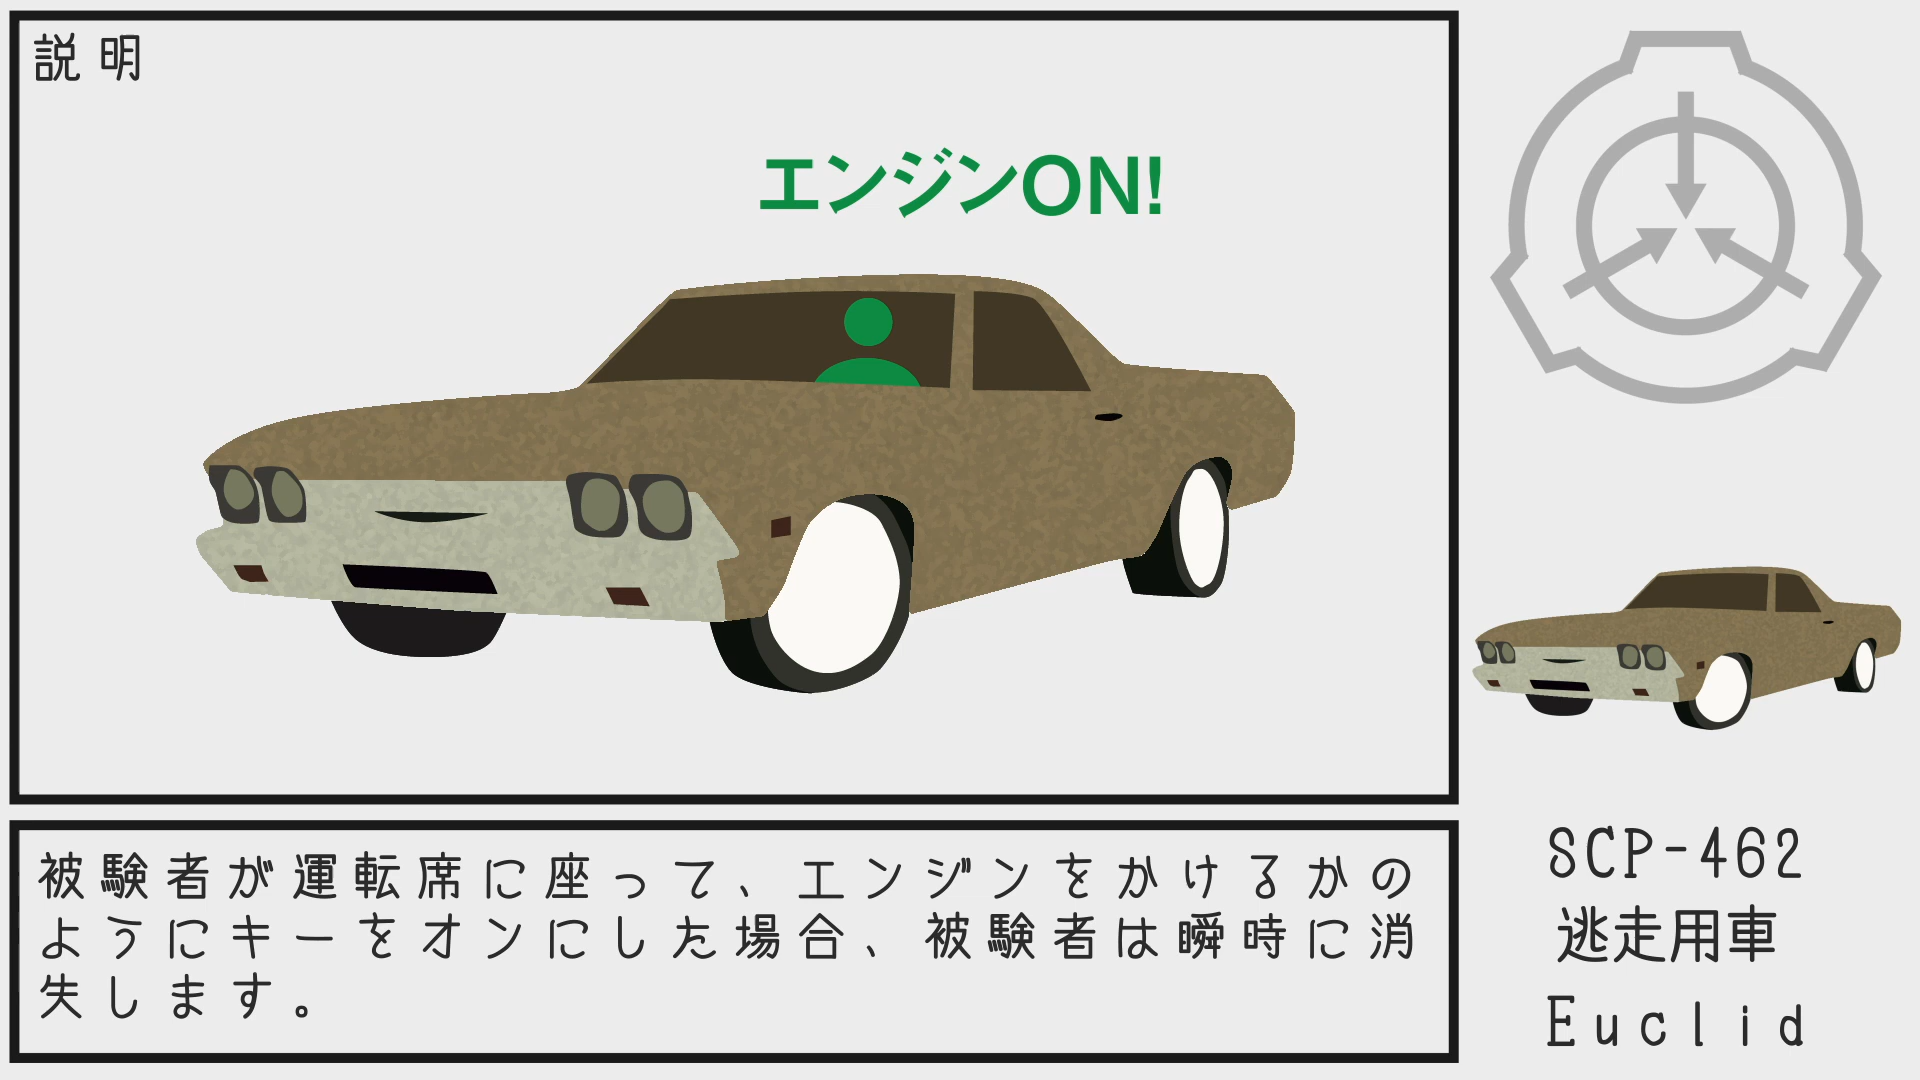 説明
エンジンON!
被験者が運転席に座って、エンジンをかけるかの
ようにキーをオンにした場合、被験者は瞬時に消
失します。
SCP-462
逃走用車
Euclid